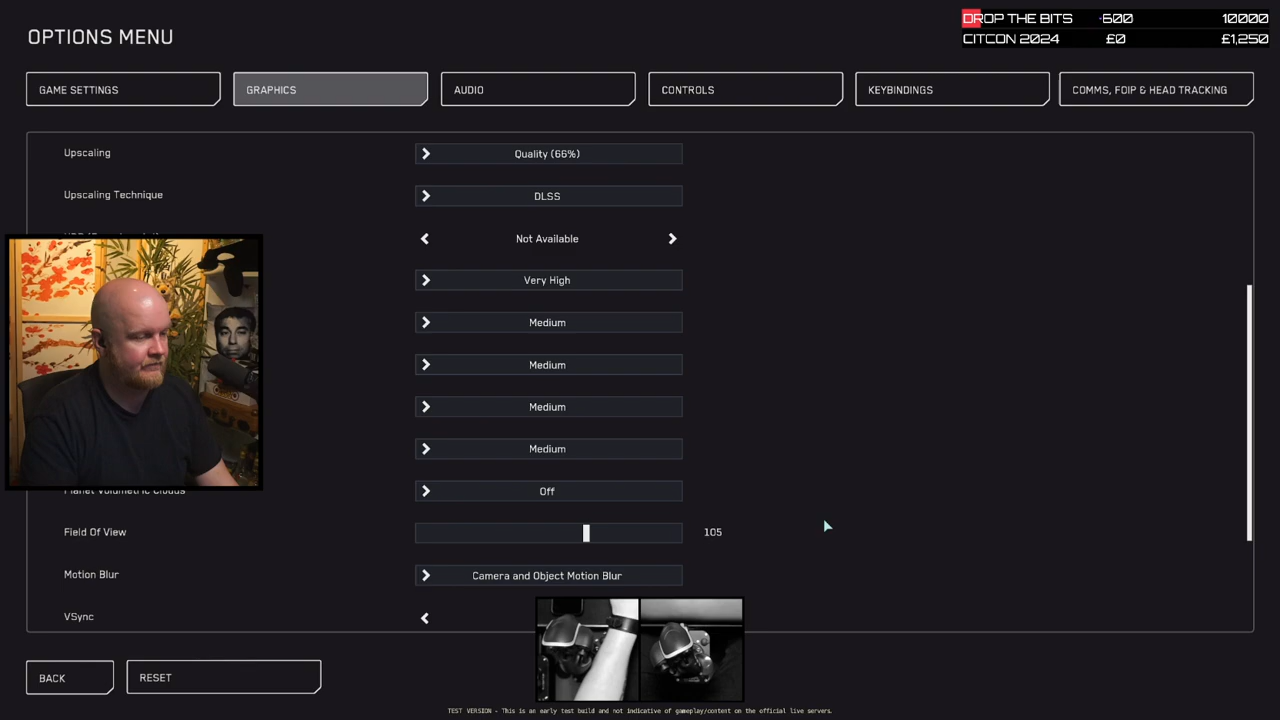 OPTIONS MENU
DROP THE BITS 600 10000
CITCON 2024 £0 £1,250
GAME SETTINGS
GRAPHICS
AUDIO
CONTROLS
KEYBINDINGS
COMMS, FOIP & HEAD TRACKING
Upscaling Quality (66%)
Upscaling Technique DLSS
Not Available
Very High
Medium
Medium
Medium
Medium
Planet Volumetric Clouds Off
Field Of View 105
Motion Blur Camera and Object Motion Blur
VSync
BACK
RESET
TEST VERSION - This is an early test build and not indicative of gameplay/content on the official live servers.